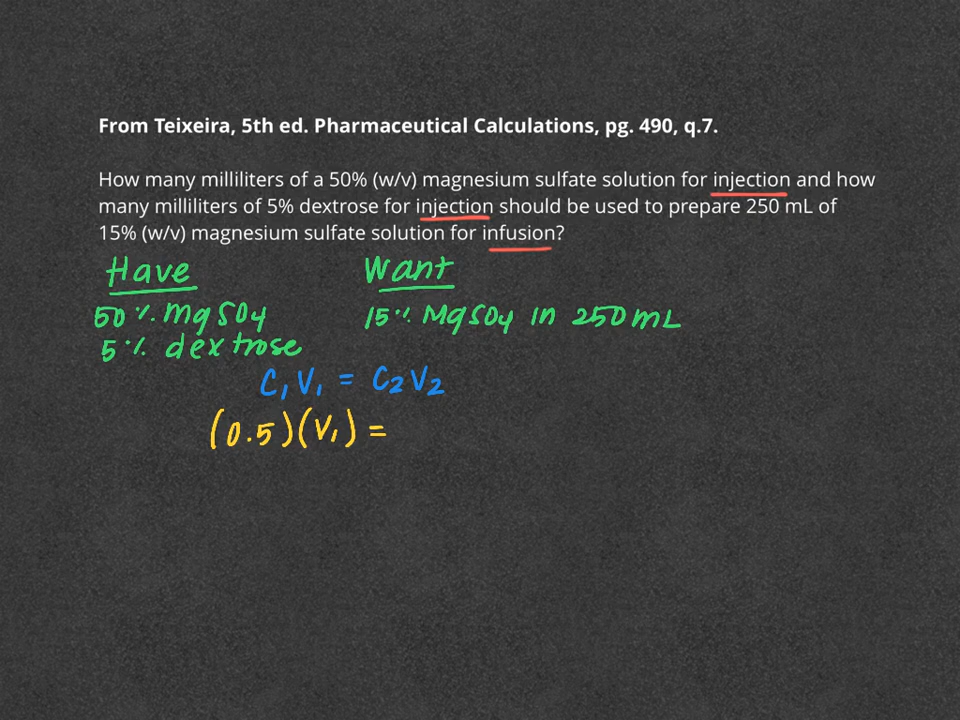 From Teixeira, 5th ed. Pharmaceutical Calculations, pg. 490, q.7.
How many milliliters of a 50% (w/v) magnesium sulfate solution for injection and how
many milliliters of 5% dextrose for injection should be used to prepare 250 mL of
15% (w/v) magnesium sulfate solution for infusion?
Have Want
50% MgSO4 15% MgSO4 in 250 mL
5% dextrose
C1V1 = C2V2
(0.5)(V1) =